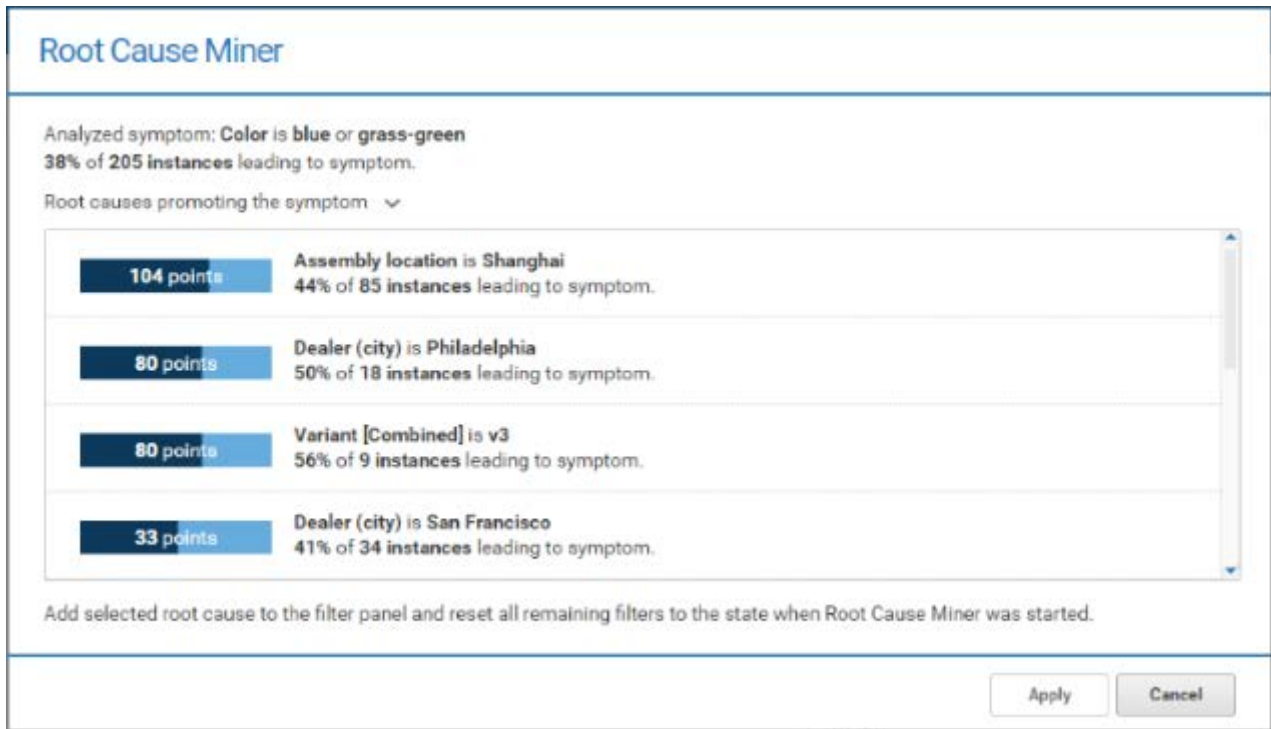 Root Cause Miner
Analyzed symptom: Color is blue or grass-green
38% of 205 instances leading to symptom.
Root causes promoting the symptom
104 points
Assembly location is Shanghai
44% of 85 instances leading to symptom.
80 points
Dealer (city) is Philadelphia
50% of 18 instances leading to symptom.
80 points
Variant [Combined] is v3
56% of 9 instances leading to symptom.
33 points
Dealer (city) is San Francisco
41% of 34 instances leading to symptom.
Add selected root cause to the filter panel and reset all remaining filters to the state when Root Cause Miner was started.
Apply
Cancel